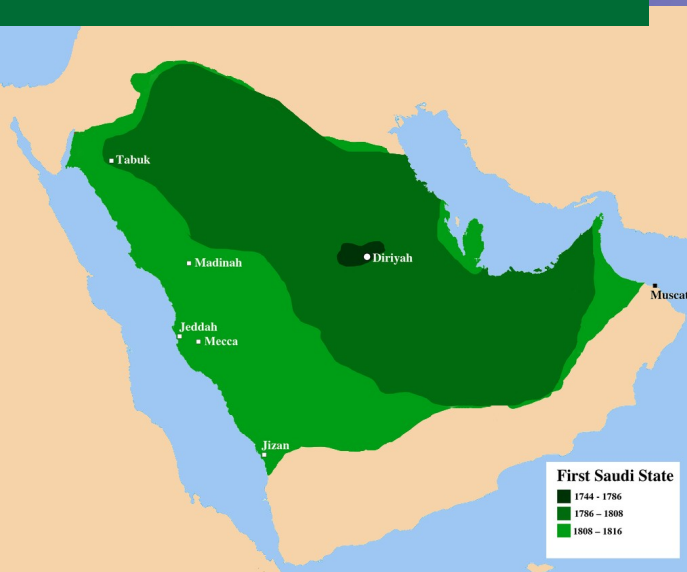 Tabuk
Diriyah
Madinah
Muscat
Jeddah
Mecca
Jizan
First Saudi State
1744 - 1786
1786 – 1808
1808 – 1816